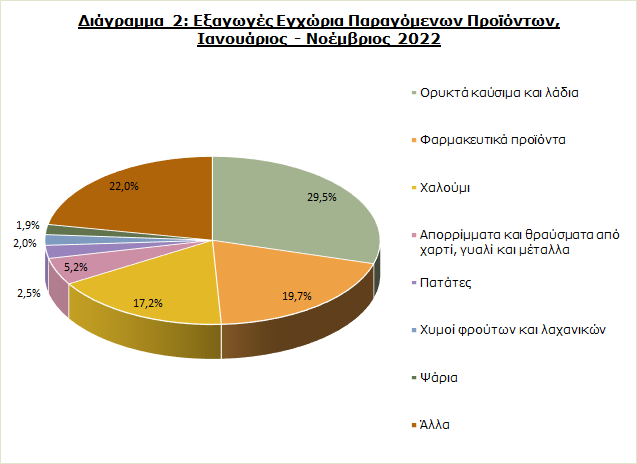 Διάγραμμα 2: Εξαγωγές Εγχώρια Παραγόμενων Προϊόντων,
Ιανουάριος - Νοέμβριος 2022
Ορυκτά καύσιμα και λάδια
Φαρμακευτικά προϊόντα
Χαλούμι
Απορρίμματα και θραύσματα από
χαρτί, γυαλί και μέταλλα
Πατάτες
Χυμοί φρούτων και λαχανικών
Ψάρια
Άλλα
29,5%
19,7%
17,2%
5,2%
2,5%
2,0%
1,9%
22,0%